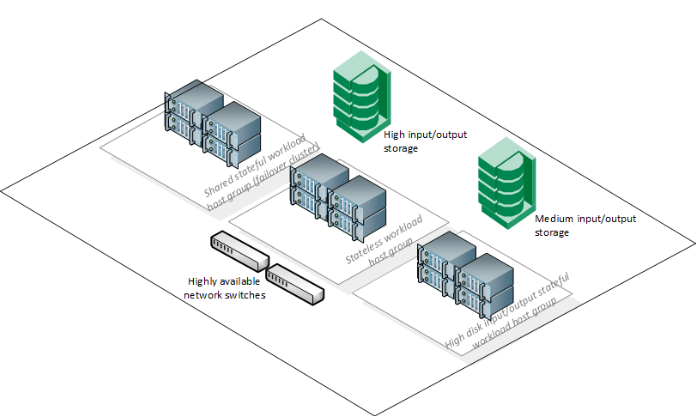 High input/output
storage
Shared stateful workload
host group (failover cluster)
Medium input/output
storage
Stateless workload
host group
Highly available
network switches
High disk input/output stateful
workload host group